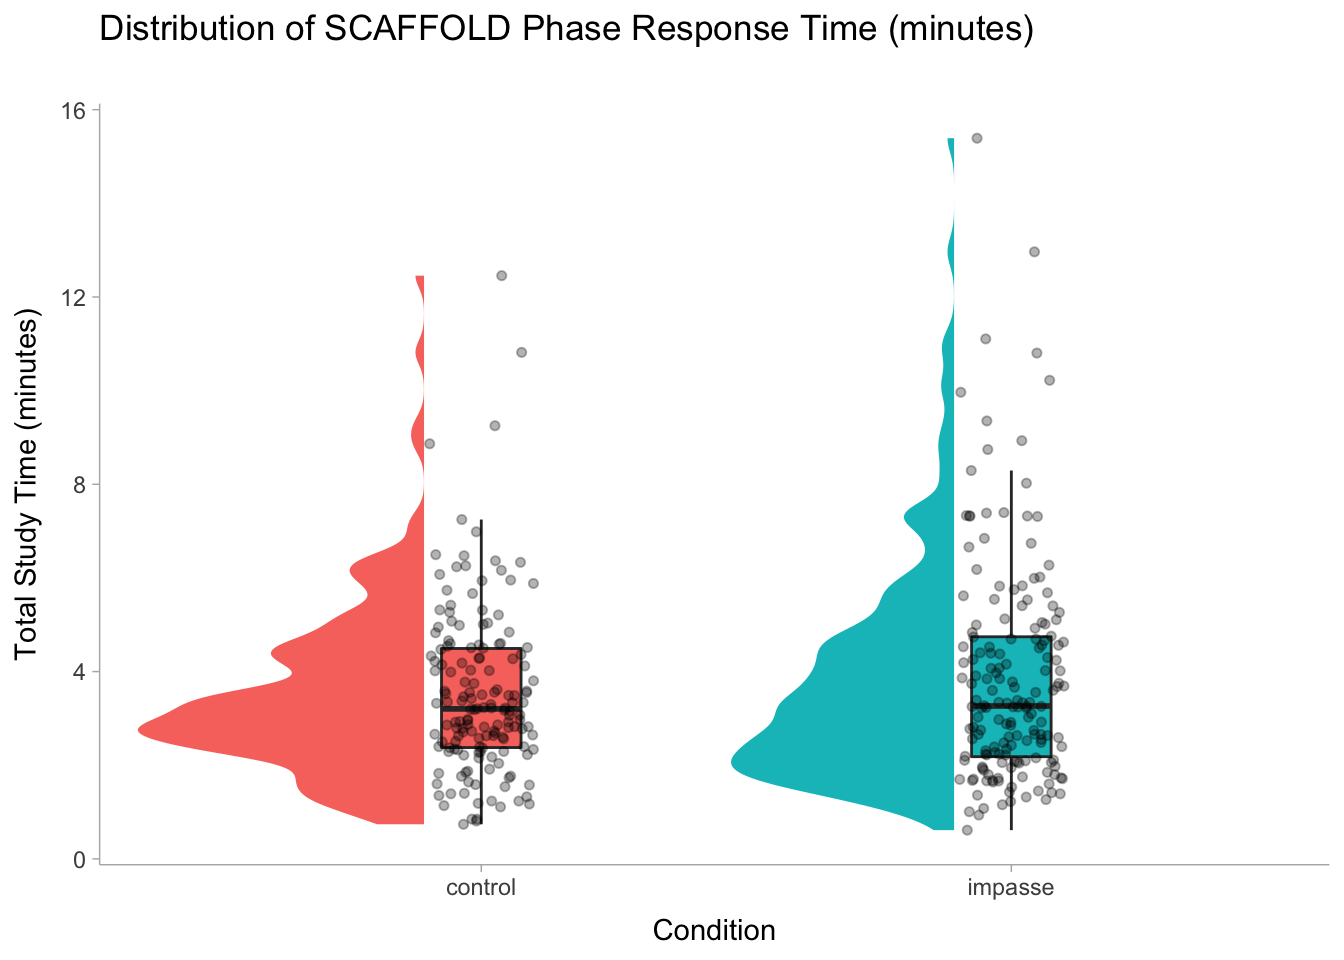 Distribution of SCAFFOLD Phase Response Time (minutes)
Total Study Time (minutes)
16
12
8
4
0
control impasse
Condition